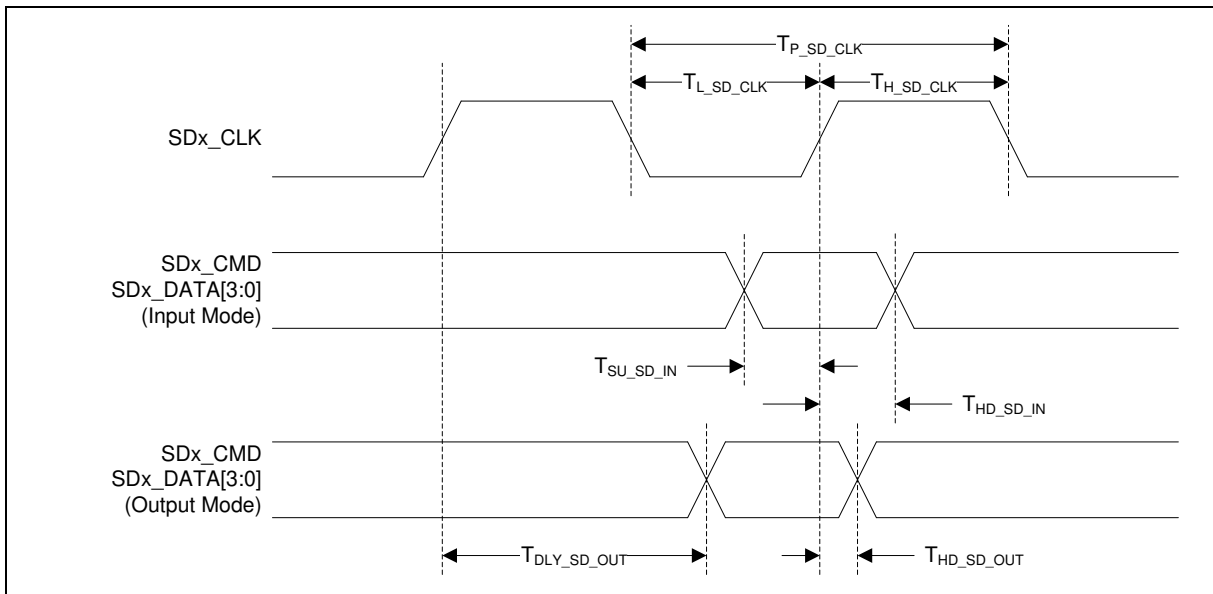 T_P_SD_CLK
T_L_SD_CLK
T_H_SD_CLK
SDx_CLK
SDx_CMD
SDx_DATA[3:0]
(Input Mode)
T_SU_SD_IN
T_HD_SD_IN
SDx_CMD
SDx_DATA[3:0]
(Output Mode)
T_DLY_SD_OUT
T_HD_SD_OUT